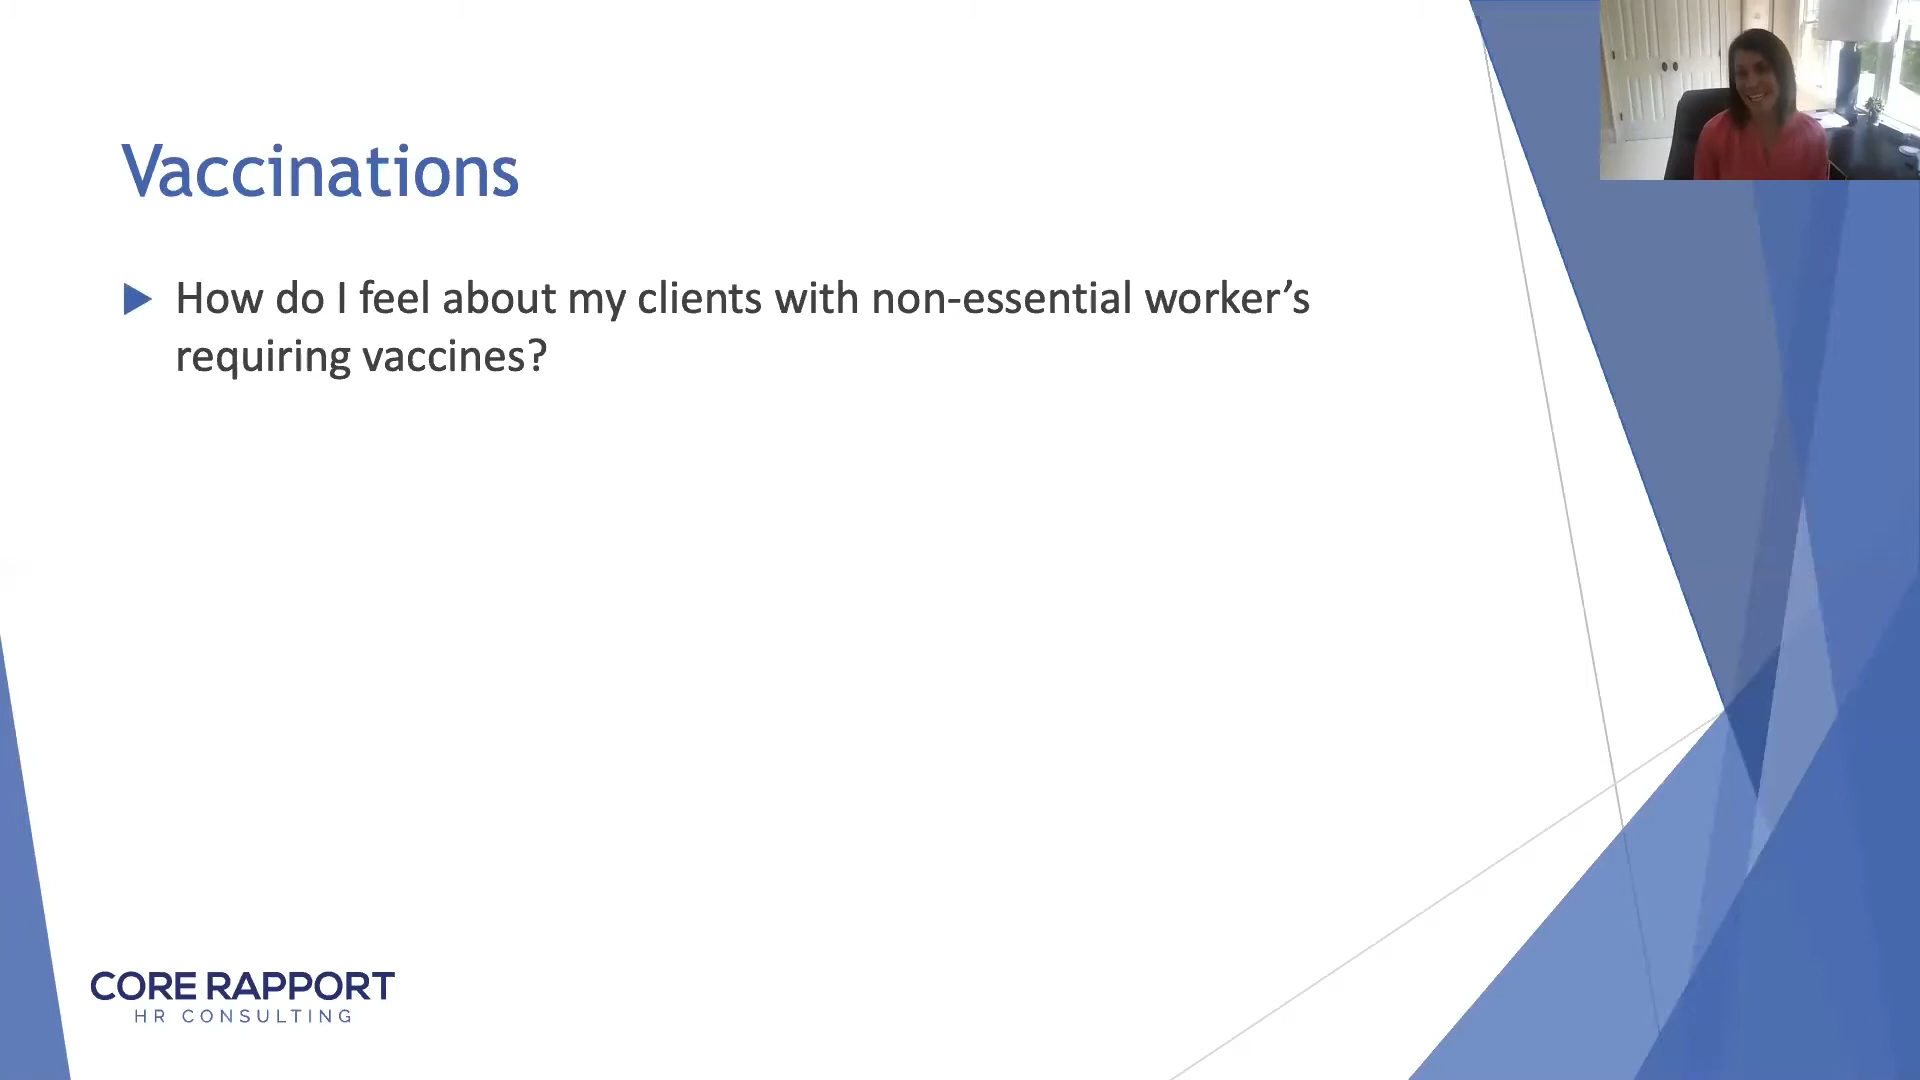 Vaccinations
How do I feel about my clients with non-essential worker’s
requiring vaccines?
CORE RAPPORT
HR CONSULTING